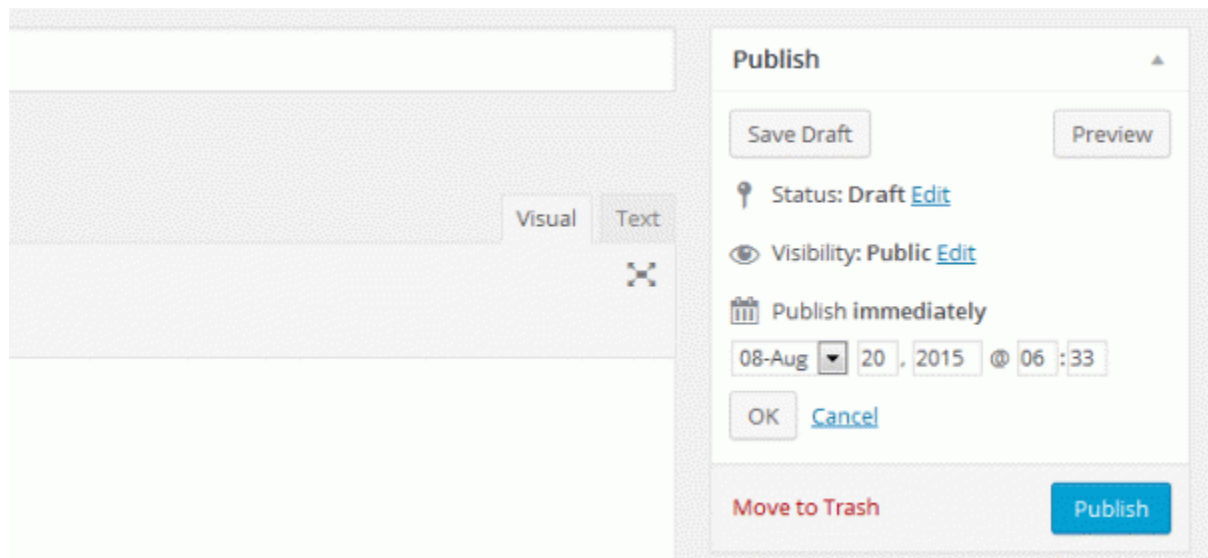 Publish
Save Draft Preview
Status: Draft Edit
Visual Text
Visibility: Public Edit
Publish immediately
08-Aug 20 , 2015 @ 06 : 33
OK Cancel
Move to Trash Publish